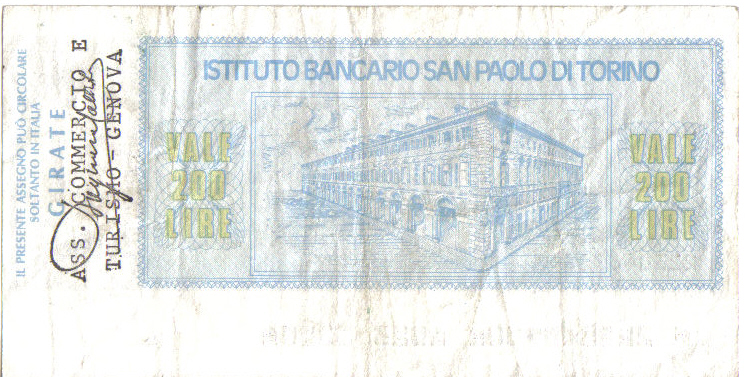 IL PRESENTE ASSEGNO PUÒ CIRCOLARE
SOLTANTO IN ITALIA
GIRATE
ASS. COMMERCIO E
TURISMO - GENOVA
ISTITUTO BANCARIO SAN PAOLO DI TORINO
VALE
200
LIRE
VALE
200
LIRE